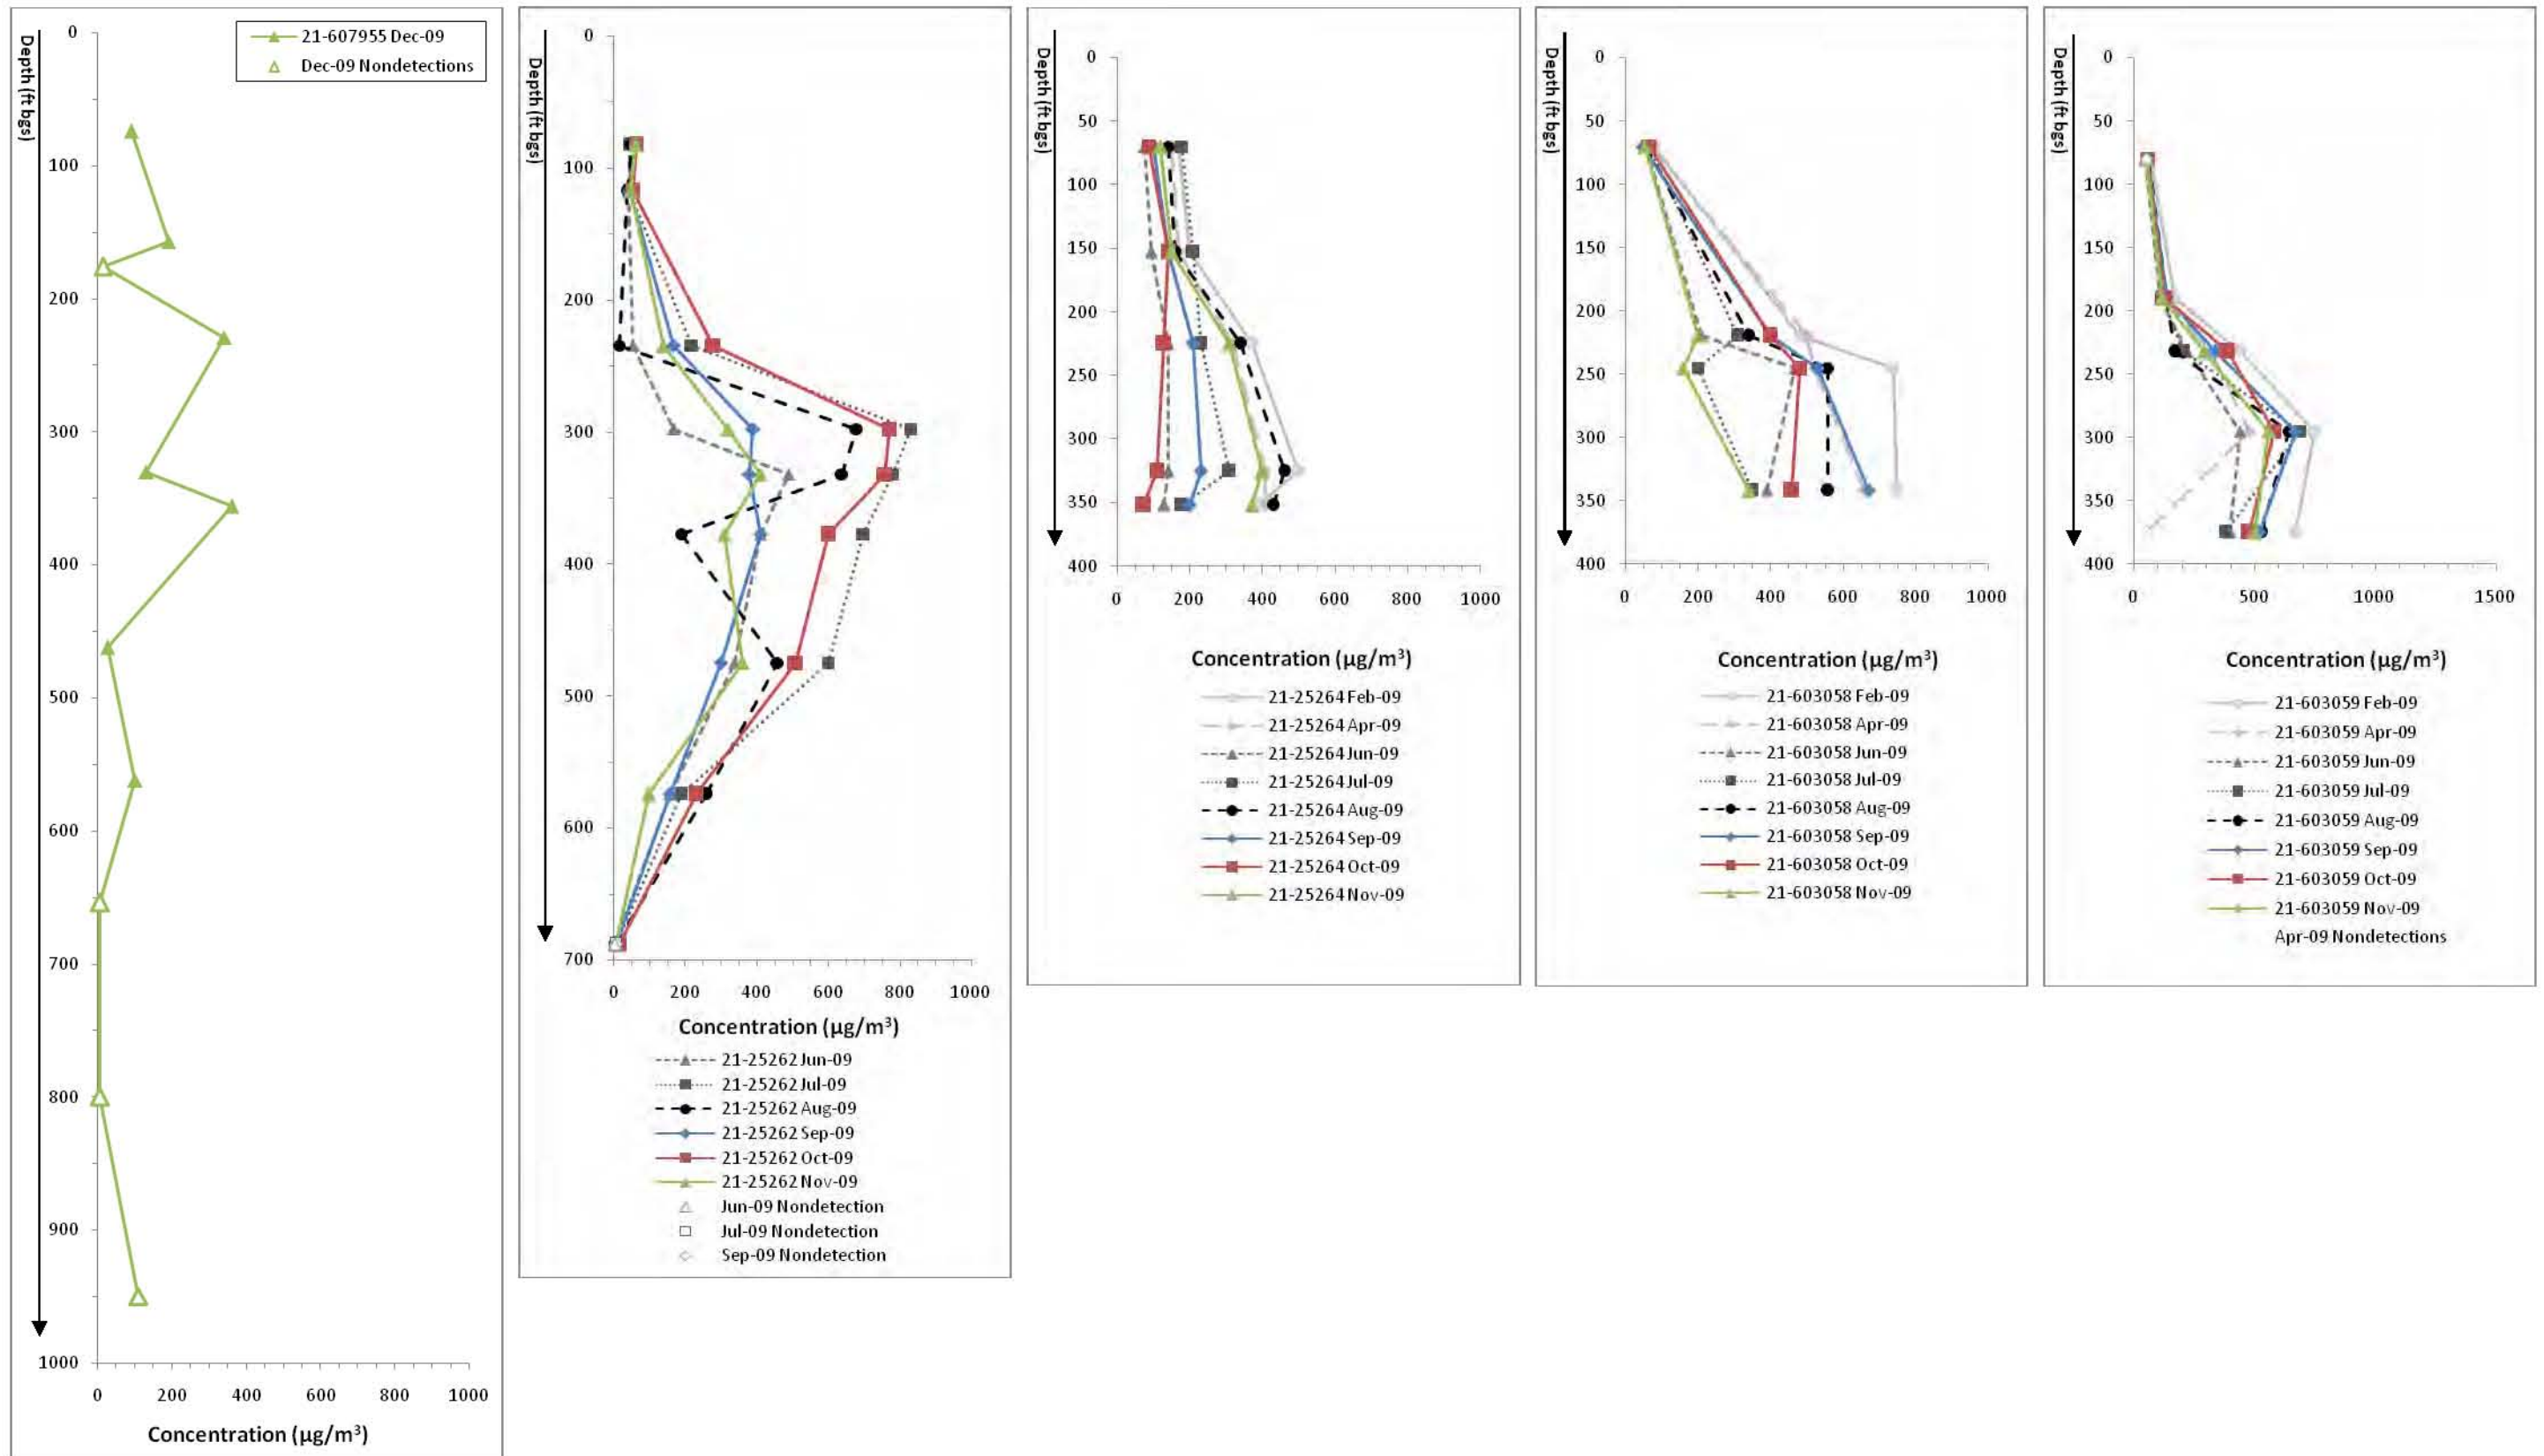 Depth (ft bgs)
0
100
200
300
400
500
600
700
800
900
1000
0 200 400 600 800 1000
Concentration (µg/m³)
21-607955 Dec-09
Dec-09 Nondetections
Depth (ft bgs)
0
100
200
300
400
500
600
700
0 200 400 600 800 1000
Concentration (µg/m³)
21-25262 Jun-09
21-25262 Jul-09
21-25262 Aug-09
21-25262 Sep-09
21-25262 Oct-09
21-25262 Nov-09
Jun-09 Nondetection
Jul-09 Nondetection
Sep-09 Nondetection
Depth (ft bgs)
0
50
100
150
200
250
300
350
400
0 200 400 600 800 1000
Concentration (µg/m³)
21-25264 Feb-09
21-25264 Apr-09
21-25264 Jun-09
21-25264 Jul-09
21-25264 Aug-09
21-25264 Sep-09
21-25264 Oct-09
21-25264 Nov-09
Depth (ft bgs)
0
50
100
150
200
250
300
350
400
0 200 400 600 800 1000
Concentration (µg/m³)
21-603058 Feb-09
21-603058 Apr-09
21-603058 Jun-09
21-603058 Jul-09
21-603058 Aug-09
21-603058 Sep-09
21-603058 Oct-09
21-603058 Nov-09
Depth (ft bgs)
0
50
100
150
200
250
300
350
400
0 500 1000 1500
Concentration (µg/m³)
21-603059 Feb-09
21-603059 Apr-09
21-603059 Jun-09
21-603059 Jul-09
21-603059 Aug-09
21-603059 Sep-09
21-603059 Oct-09
21-603059 Nov-09
Apr-09 Nondetections